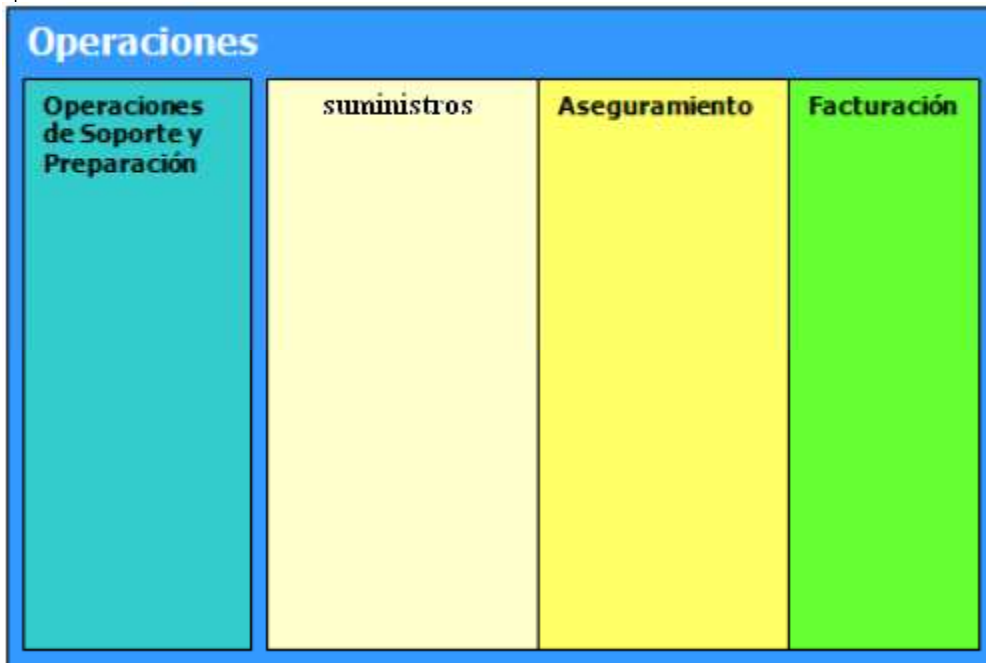 Operaciones
Operaciones
de Soporte y
Preparación
suministros
Aseguramiento
Facturación